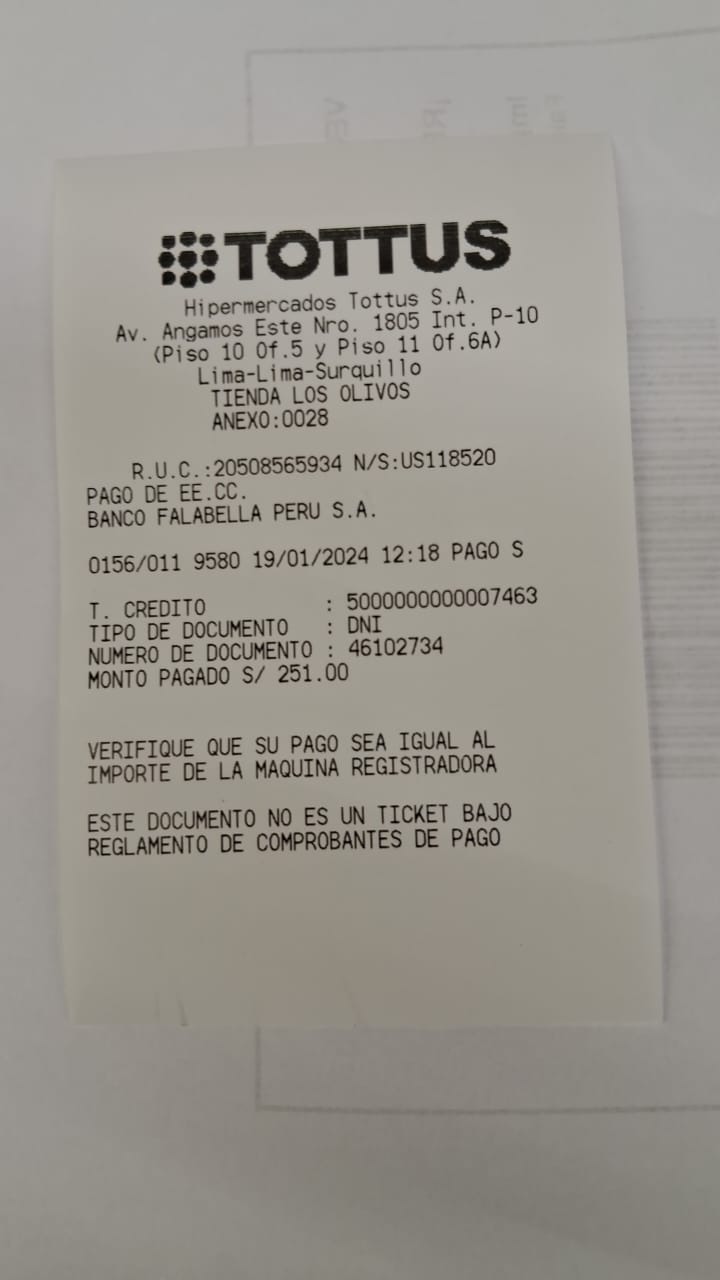 TOTTUS
Hipermercados Tottus S.A.
Av. Angamos Este Nro. 1805 Int. P-10
(Piso 10 Of.5 y Piso 11 Of.6A)
Lima-Lima-Surquillo
TIENDA LOS OLIVOS
ANEXO:0028
R.U.C.:20508565934 N/S:US118520
PAGO DE EE.CC.
BANCO FALABELLA PERU S.A.
0156/011 9580 19/01/2024 12:18 PAGO S
T. CREDITO : 5000000000007463
TIPO DE DOCUMENTO : DNI
NUMERO DE DOCUMENTO : 46102734
MONTO PAGADO S/ 251.00
VERIFIQUE QUE SU PAGO SEA IGUAL AL
IMPORTE DE LA MAQUINA REGISTRADORA
ESTE DOCUMENTO NO ES UN TICKET BAJO
REGLAMENTO DE COMPROBANTES DE PAGO